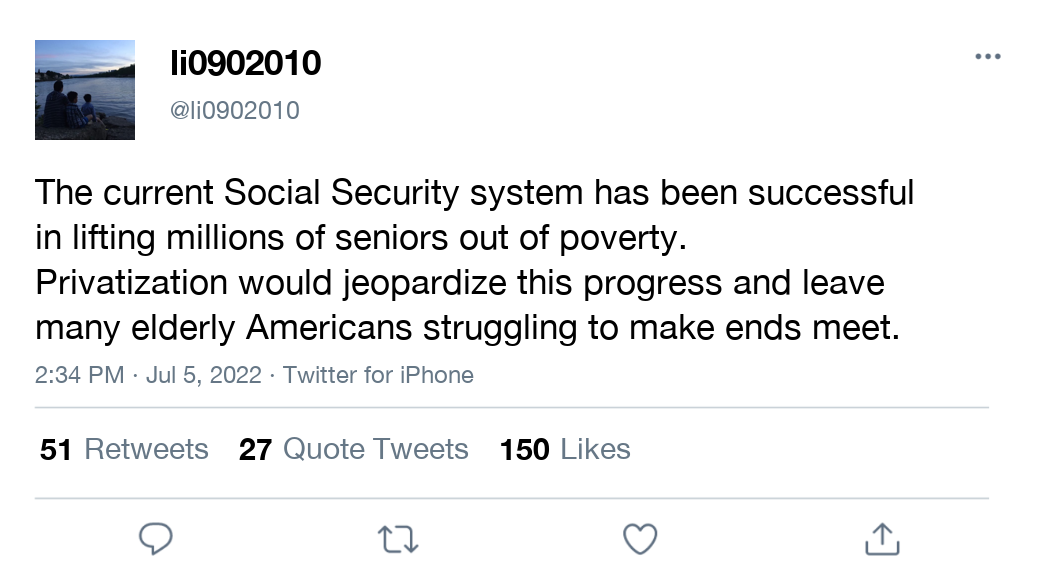 li0902010
@li0902010
The current Social Security system has been successful
in lifting millions of seniors out of poverty.
Privatization would jeopardize this progress and leave
many elderly Americans struggling to make ends meet.
2:34 PM · Jul 5, 2022 · Twitter for iPhone
51 Retweets 27 Quote Tweets 150 Likes